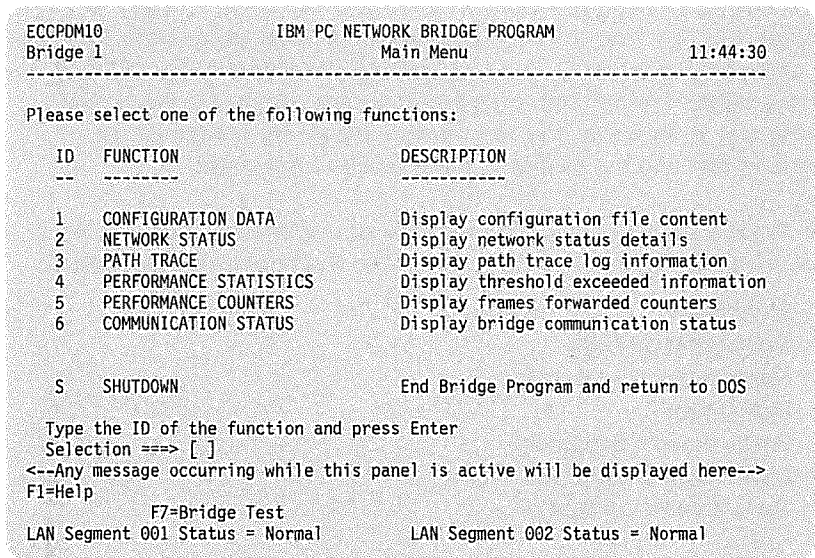 ECCPDM10 IBM PC NETWORK BRIDGE PROGRAM
Bridge 1 Main Menu 11:44:30
--------------------------------------------------------------------------
Please select one of the following functions:
ID FUNCTION DESCRIPTION
-- -------- -----------
1 CONFIGURATION DATA Display configuration file content
2 NETWORK STATUS Display network status details
3 PATH TRACE Display path trace log information
4 PERFORMANCE STATISTICS Display threshold exceeded information
5 PERFORMANCE COUNTERS Display frames forwarded counters
6 COMMUNICATION STATUS Display bridge communication status
S SHUTDOWN End Bridge Program and return to DOS
Type the ID of the function and press Enter
Selection ===> [ ]
<--Any message occurring while this panel is active will be displayed here-->
F1=Help
F7=Bridge Test
LAN Segment 001 Status = Normal LAN Segment 002 Status = Normal